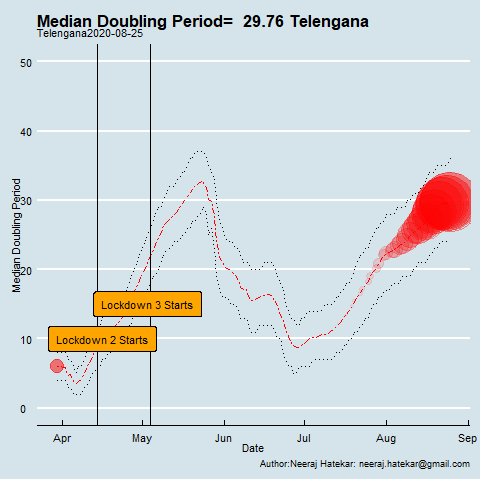 Median Doubling Period=  29.76 Telengana
Telengana2020-08-25
Median Doubling Period
50
40
30
20
10
0
Lockdown 3 Starts
Lockdown 2 Starts
Apr May Jun Jul Aug Sep
Date
Author:Neeraj Hatekar: neeraj.hatekar@gmail.com